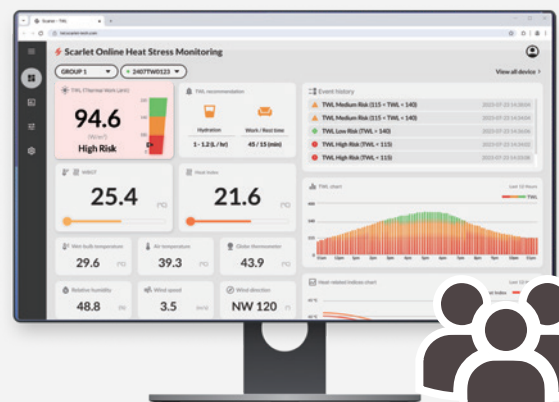 Scarlet - TWL
Scarlet Online Heat Stress Monitoring
GROUP 1
2407TW0123
View all device >
TWL (Thermal Work Limit)
94.6
(W/m²)
High Risk
TWL recommendation
Hydration
1 - 1.2 (L / hr)
Work / Rest time
45 / 15 (min)
Event history
TWL Medium Risk (115 < TWL < 140)
TWL Medium Risk (115 < TWL < 140)
TWL Low Risk (TWL > 140)
TWL High Risk (TWL < 115)
TWL High Risk (TWL < 115)
WBGT
25.4
(°C)
Heat index
21.6
(°C)
TWL chart
Last 12 Hours
TWL
Wet-bulb temperature
29.6
(°C)
Air temperature
39.3
(°C)
Globe thermometer
43.9
(°C)
Relative humidity
48.8
(%)
Wind speed
3.5
(m/s)
Wind direction
NW 120
(°)
Heat-related indices chart